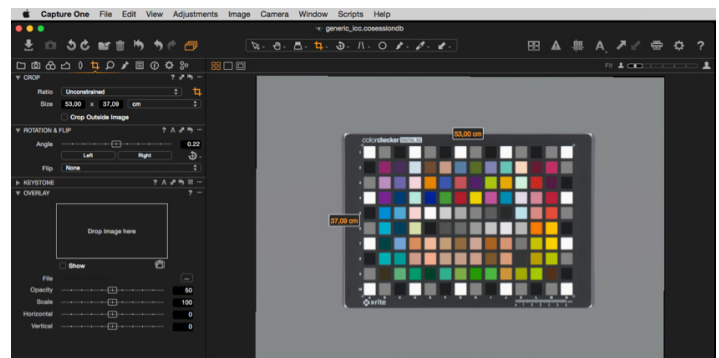 Capture One File Edit View Adjustments Image Camera Window Scripts Help
generic_icc.cosessiondb
Fit
CROP ?
Ratio Unconstrained
Size 53,00 x 37,09 cm
Crop Outside Image
ROTATION & FLIP ?
Angle 0.22
Left Right
Flip None
KEYSTONE ?
OVERLAY ?
Drop image here
Show
File
Opacity 50
Scale 100
Horizontal 0
Vertical 0
colorchecker DIGITAL SG
53,00 cm
37,09 cm
x-rite